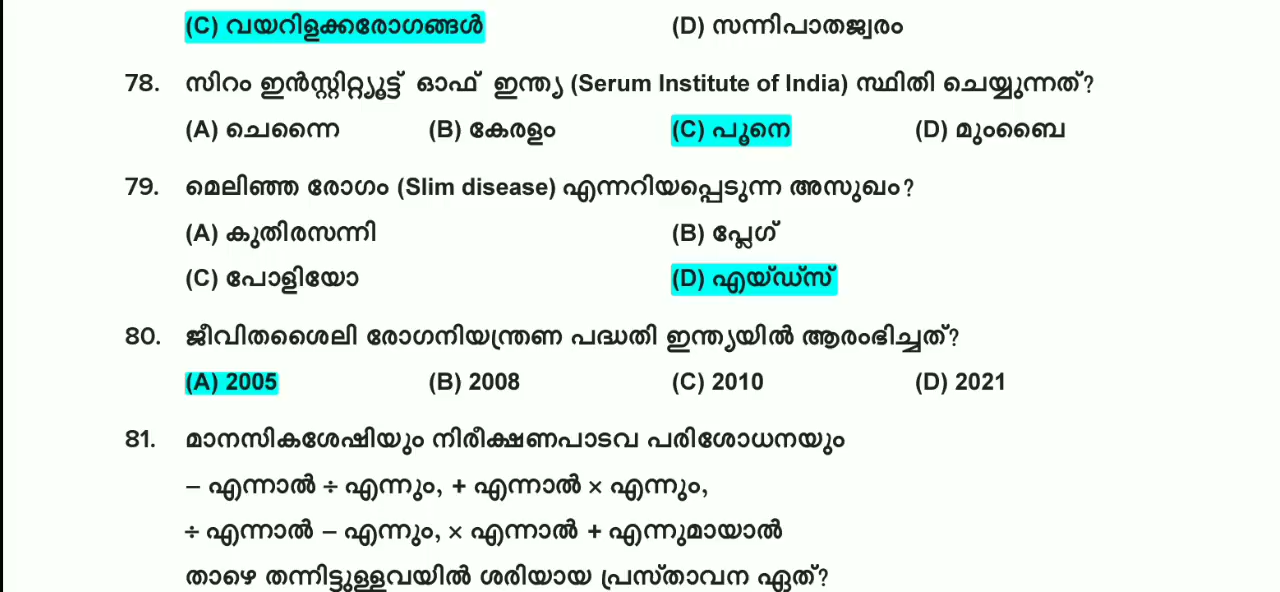 (C) വയറിളക്കരോഗങ്ങൾ (D) സന്നിപാതജ്വരം
78. സിറം ഇൻസ്റ്റിറ്റ്യൂട്ട് ഓഫ് ഇന്ത്യ (Serum Institute of India) സ്ഥിതി ചെയ്യുന്നത്?
(A) ചെന്നൈ (B) കേരളം (C) പൂനെ (D) മുംബൈ
79. മെലിഞ്ഞ രോഗം (Slim disease) എന്നറിയപ്പെടുന്ന അസുഖം?
(A) കുതിരസന്നി (B) പ്ലേഗ്
(C) പോളിയോ (D) എയ്ഡ്സ്
80. ജീവിതശൈലി രോഗനിയന്ത്രണ പദ്ധതി ഇന്ത്യയിൽ ആരംഭിച്ചത്?
(A) 2005 (B) 2008 (C) 2010 (D) 2021
81. മാനസികശേഷിയും നിരീക്ഷണപാടവ പരിശോധനയും
– എന്നാൽ ÷ എന്നും, + എന്നാൽ × എന്നും,
÷ എന്നാൽ – എന്നും, × എന്നാൽ + എന്നുമായാൽ
താഴെ തന്നിട്ടുള്ളവയിൽ ശരിയായ പ്രസ്താവന ഏത്?